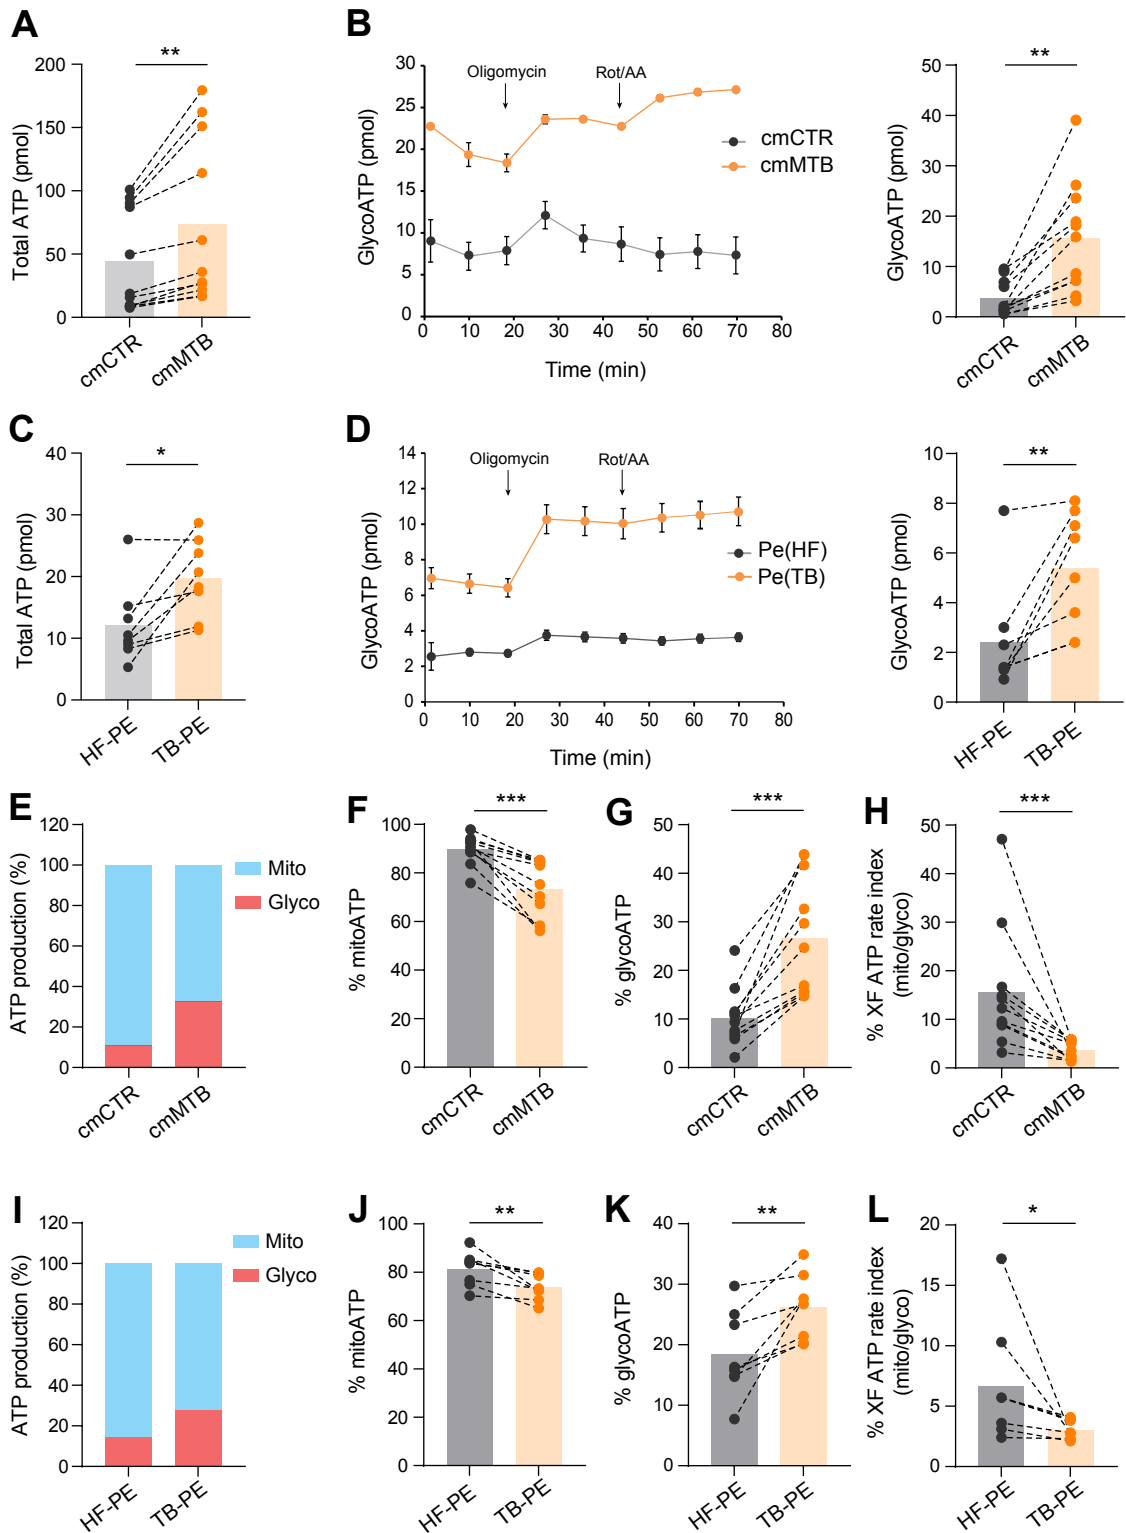 A
**
Total ATP (pmol)
200
150
100
50
0
cmCTR
cmMTB
B
GlycoATP (pmol)
30
25
20
15
10
5
0
Oligomycin
Rot/AA
cmCTR
cmMTB
0 10 20 30 40 50 60 70 80
Time (min)
**
GlycoATP (pmol)
50
40
30
20
10
0
cmCTR
cmMTB
C
*
Total ATP (pmol)
40
30
20
10
0
HF-PE
TB-PE
D
GlycoATP (pmol)
14
12
10
8
6
4
2
0
Oligomycin
Rot/AA
Pe(HF)
Pe(TB)
0 10 20 30 40 50 60 70 80
Time (min)
**
GlycoATP (pmol)
10
8
6
4
2
0
HF-PE
TB-PE
E
ATP production (%)
120
100
80
60
40
20
0
Mito
Glyco
cmCTR
cmMTB
F
***
% mitoATP
100
80
60
40
20
0
cmCTR
cmMTB
G
***
% glycoATP
50
40
30
20
10
0
cmCTR
cmMTB
H
***
% XF ATP rate index
(mito/glyco)
50
40
30
20
10
0
cmCTR
cmMTB
I
ATP production (%)
120
100
80
60
40
20
0
Mito
Glyco
HF-PE
TB-PE
J
**
% mitoATP
100
80
60
40
20
0
HF-PE
TB-PE
K
**
% glycoATP
40
30
20
10
0
HF-PE
TB-PE
L
*
% XF ATP rate index
(mito/glyco)
20
15
10
5
0
HF-PE
TB-PE